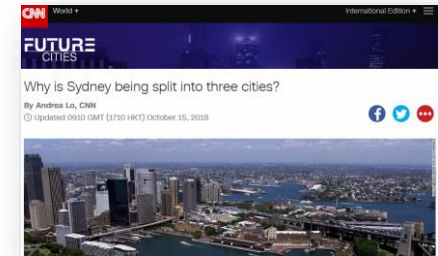 CNN World +
International Edition +
FUTURE
CITIES
Why is Sydney being split into three cities?
By Andrea Lo, CNN
Updated 0910 GMT (1710 HKT) October 15, 2018